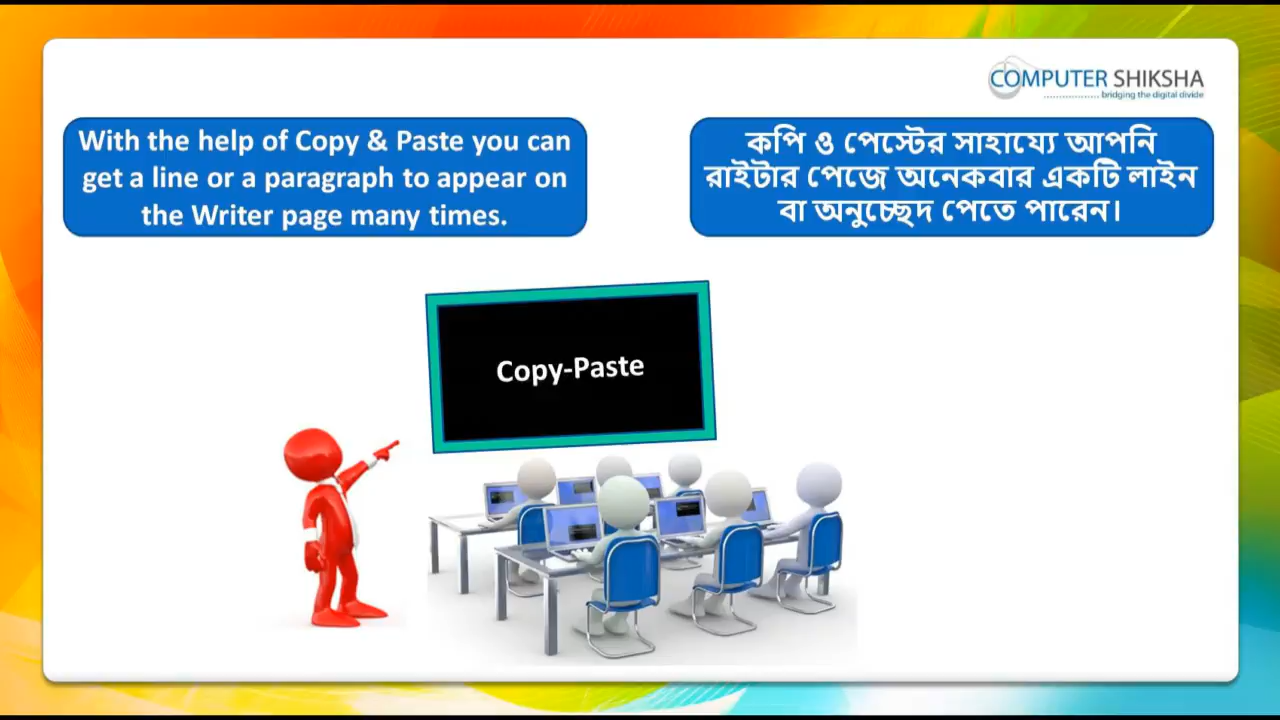 COMPUTER SHIKSHA
bridging the digital divide
With the help of Copy & Paste you can
get a line or a paragraph to appear on
the Writer page many times.
কপি ও পেস্টের সাহায্যে আপনি
রাইটার পেজে অনেকবার একটি লাইন
বা অনুচ্ছেদ পেতে পারেন।
Copy-Paste